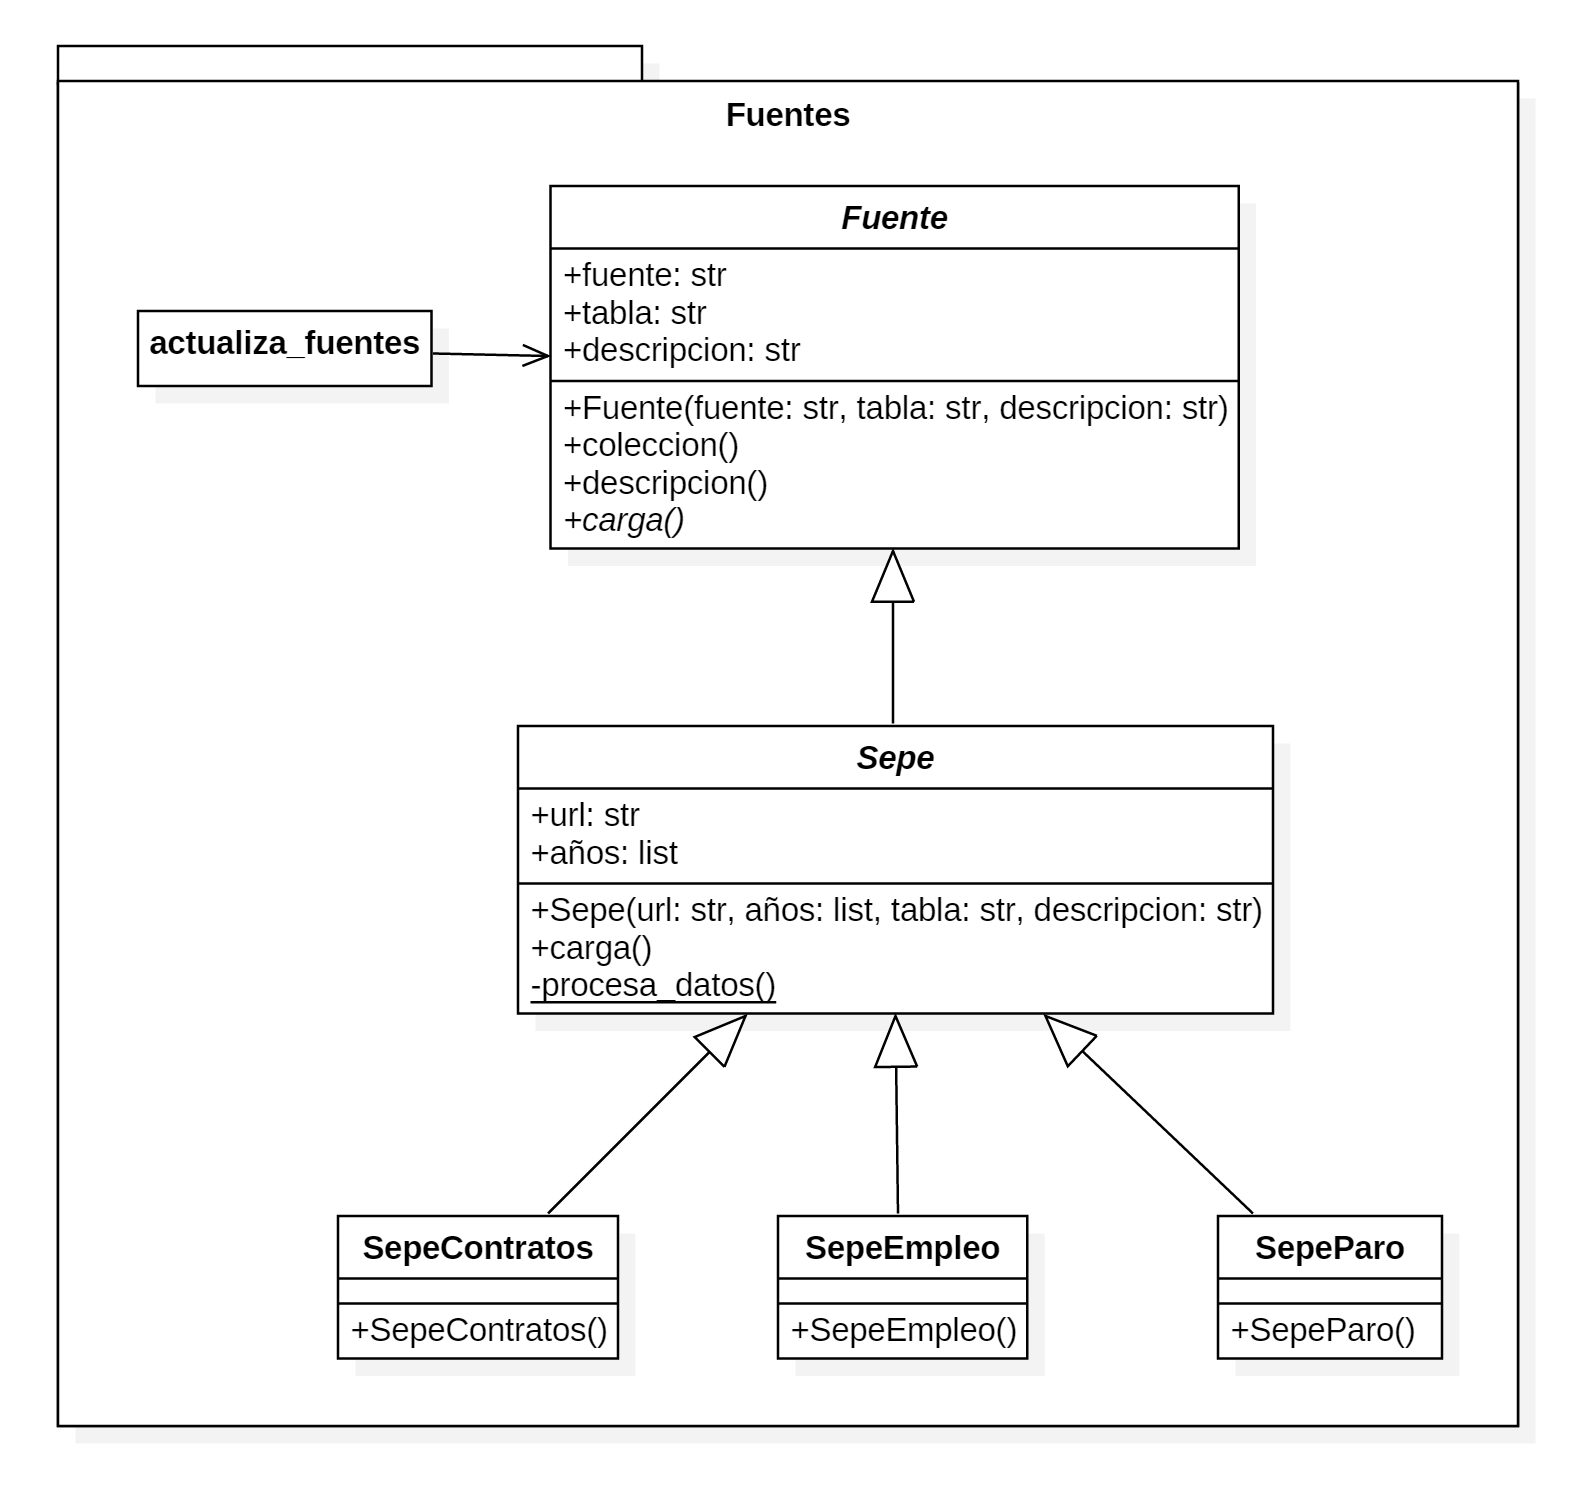 Fuentes
Fuente
+fuente: str
+tabla: str
+descripcion: str
+Fuente(fuente: str, tabla: str, descripcion: str)
+coleccion()
+descripcion()
+carga()
actualiza_fuentes
Sepe
+url: str
+años: list
+Sepe(url: str, años: list, tabla: str, descripcion: str)
+carga()
-procesa_datos()
SepeContratos
+SepeContratos()
SepeEmpleo
+SepeEmpleo()
SepeParo
+SepeParo()